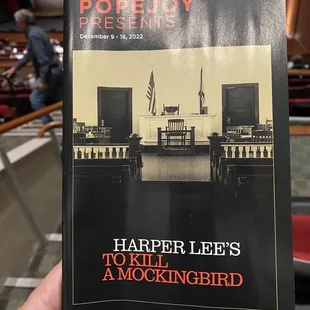 POPEJOY
PRESENTS
December 9 - 18, 2022
HARPER LEE'S
TO KILL
A MOCKINGBIRD